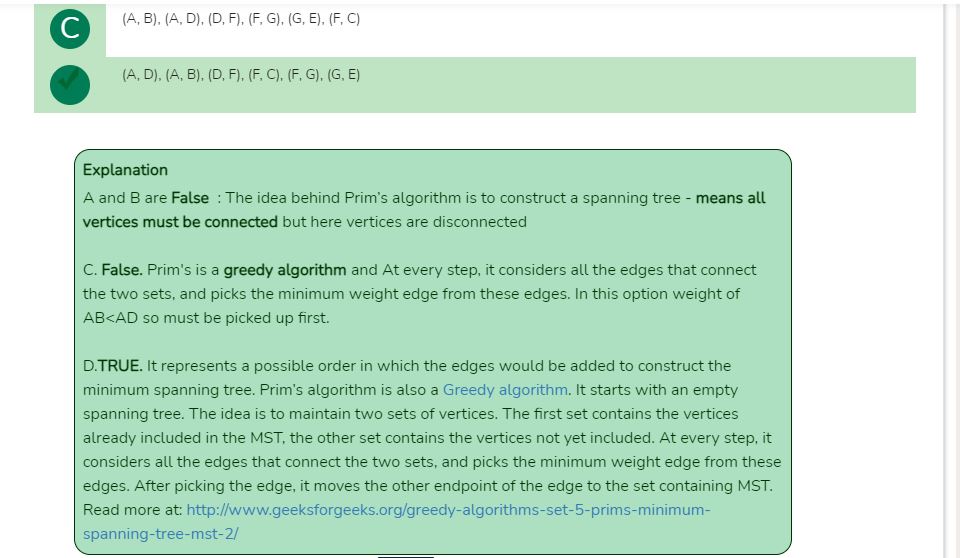 C
(A, B), (A, D), (D, F), (F, G), (G, E), (F, C)
(A, D), (A, B), (D, F), (F, C), (F, G), (G, E)
Explanation
A and B are False : The idea behind Prim's algorithm is to construct a spanning tree - means all
vertices must be connected but here vertices are disconnected
C. False. Prim's is a greedy algorithm and At every step, it considers all the edges that connect
the two sets, and picks the minimum weight edge from these edges. In this option weight of
AB<AD so must be picked up first.
D.TRUE. It represents a possible order in which the edges would be added to construct the
minimum spanning tree. Prim's algorithm is also a Greedy algorithm. It starts with an empty
spanning tree. The idea is to maintain two sets of vertices. The first set contains the vertices
already included in the MST, the other set contains the vertices not yet included. At every step, it
considers all the edges that connect the two sets, and picks the minimum weight edge from these
edges. After picking the edge, it moves the other endpoint of the edge to the set containing MST.
Read more at: http://www.geeksforgeeks.org/greedy-algorithms-set-5-prims-minimum-
spanning-tree-mst-2/